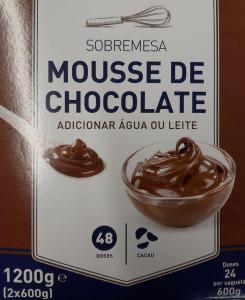 SOBREMESA
MOUSSE DE
CHOCOLATE
ADICIONAR ÁGUA OU LEITE
48
DOSES
CACAU
1200g e
(2x600g)
Doses
24
por saqueta
600g